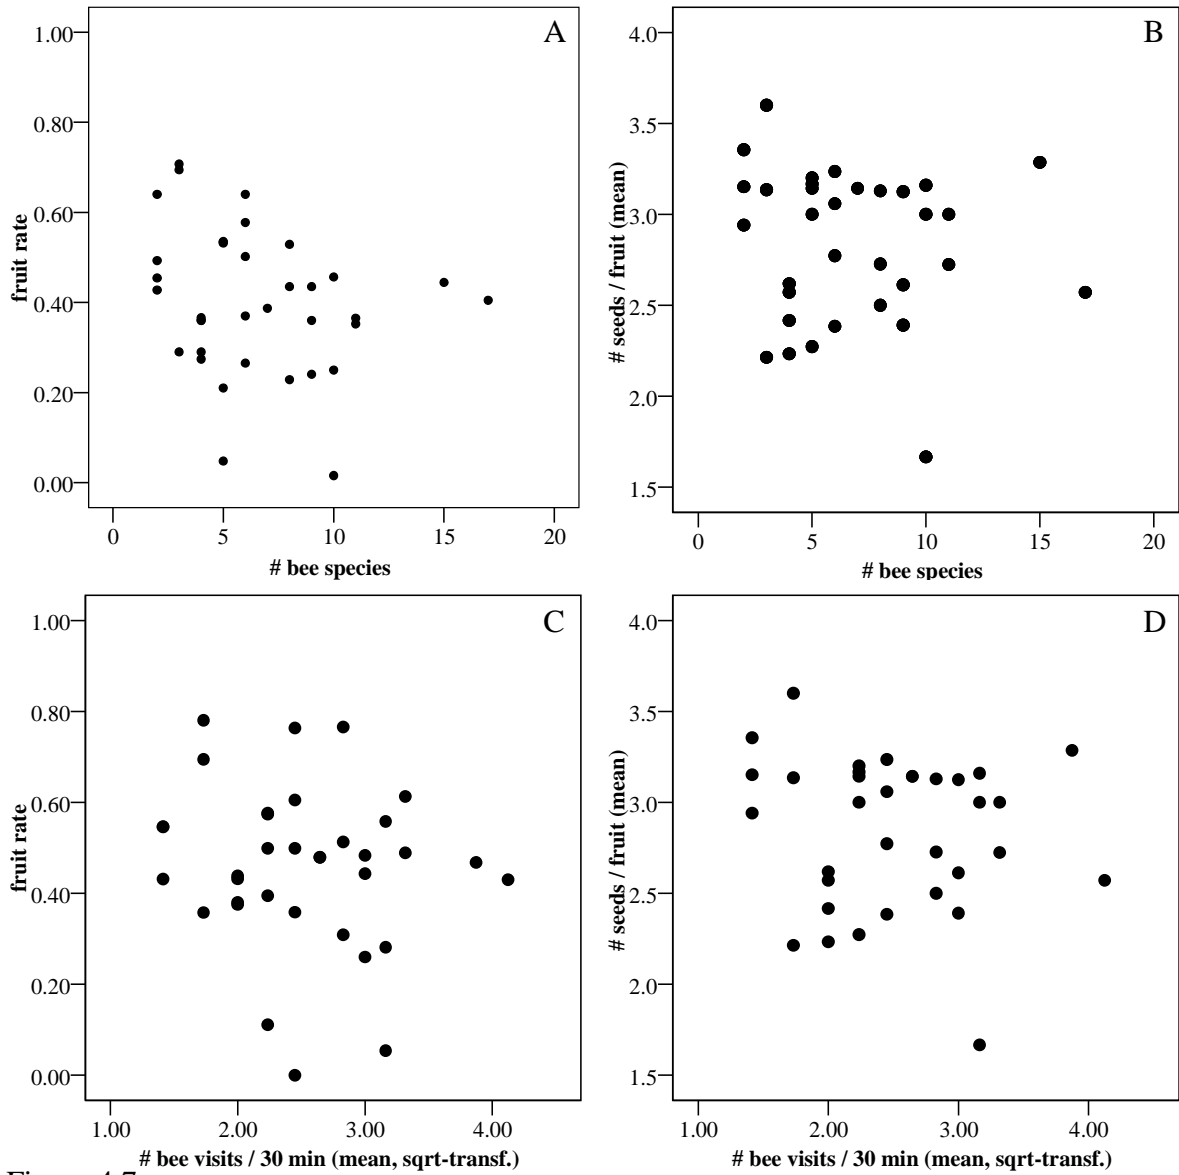 A
1.00
0.80
0.60
0.40
0.20
0.00
fruit rate
0 5 10 15 20
# bee species
B
4.0
3.5
3.0
2.5
2.0
1.5
# seeds / fruit (mean)
0 5 10 15 20
# bee species
C
1.00
0.80
0.60
0.40
0.20
0.00
fruit rate
1.00 2.00 3.00 4.00
# bee visits / 30 min (mean, sqrt-transf.)
D
4.0
3.5
3.0
2.5
2.0
1.5
# seeds / fruit (mean)
1.00 2.00 3.00 4.00
# bee visits / 30 min (mean, sqrt-transf.)